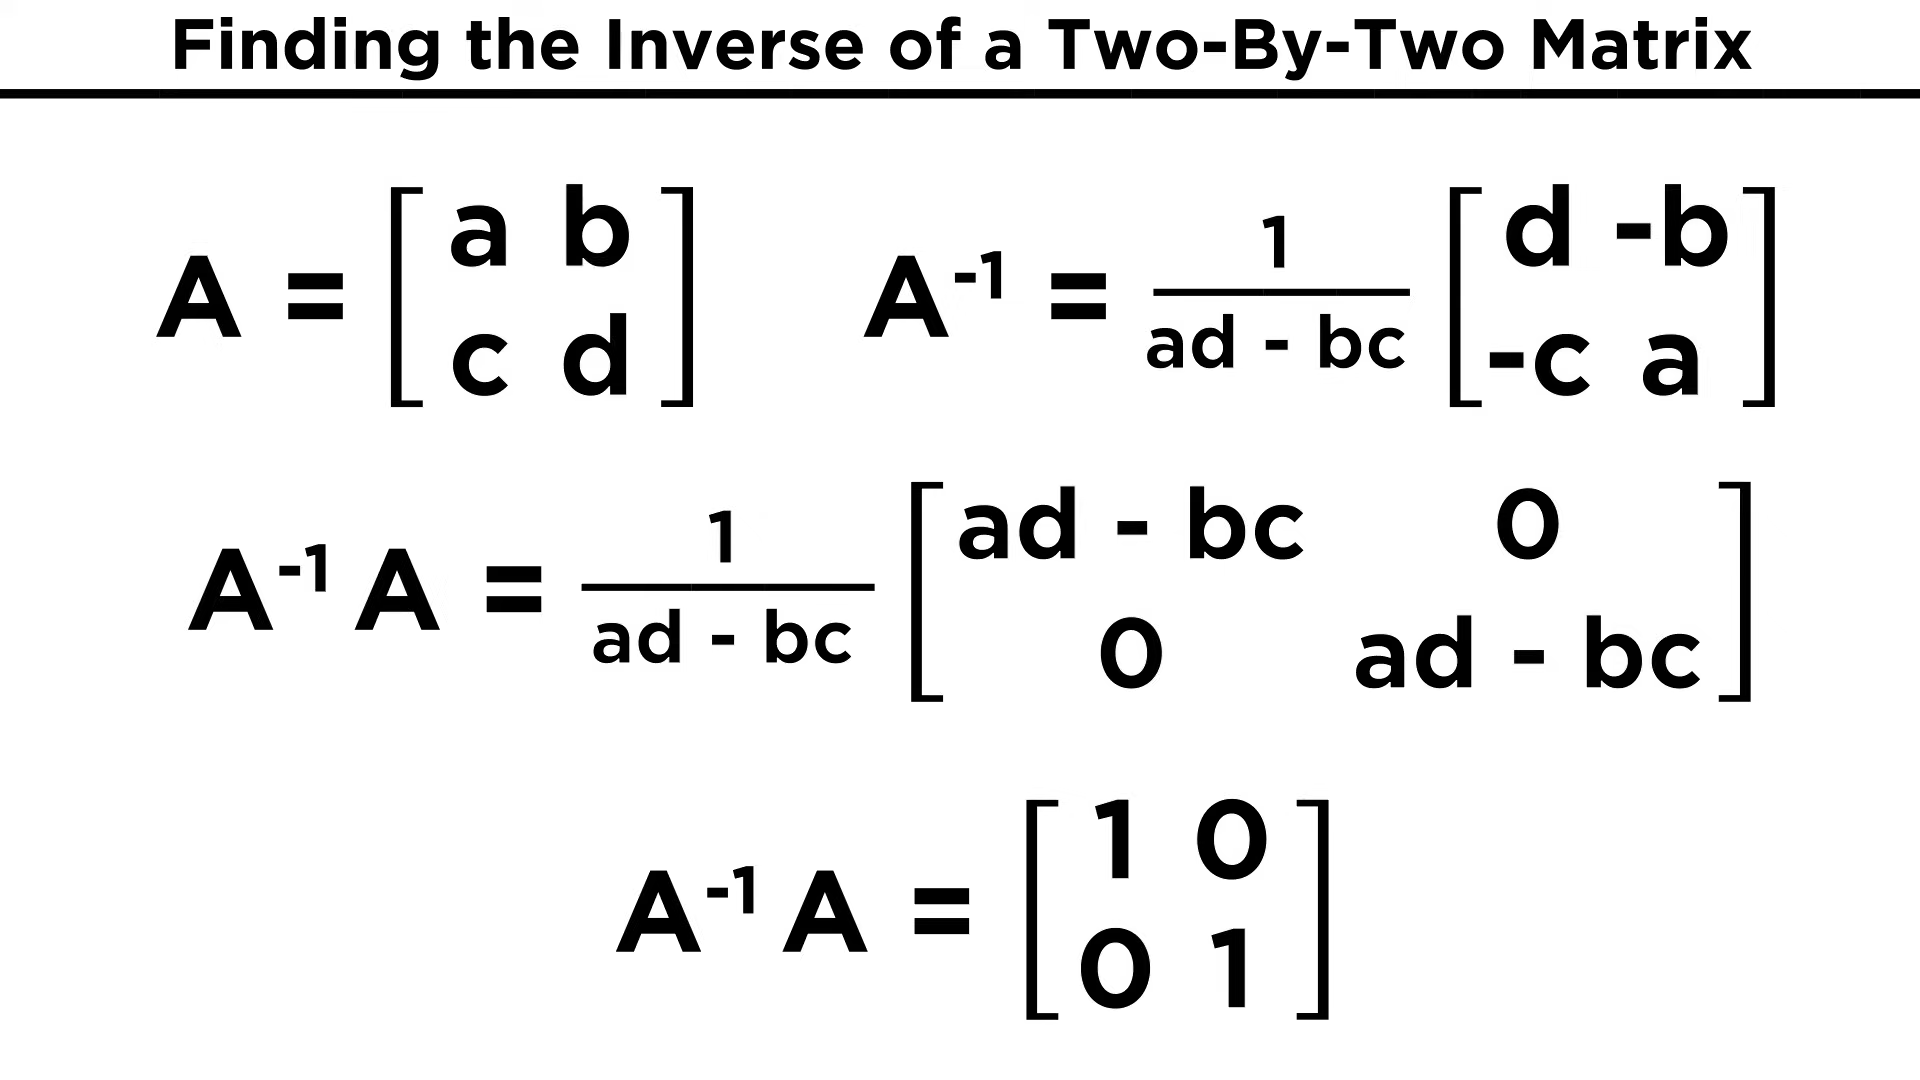 Finding the Inverse of a Two-By-Two Matrix
A = [ a b
c d ]
A⁻¹ = 1
ad - bc
[ d -b
-c a ]
A⁻¹ A = 1
ad - bc
[ ad - bc 0
0 ad - bc ]
A⁻¹ A = [ 1 0
0 1 ]